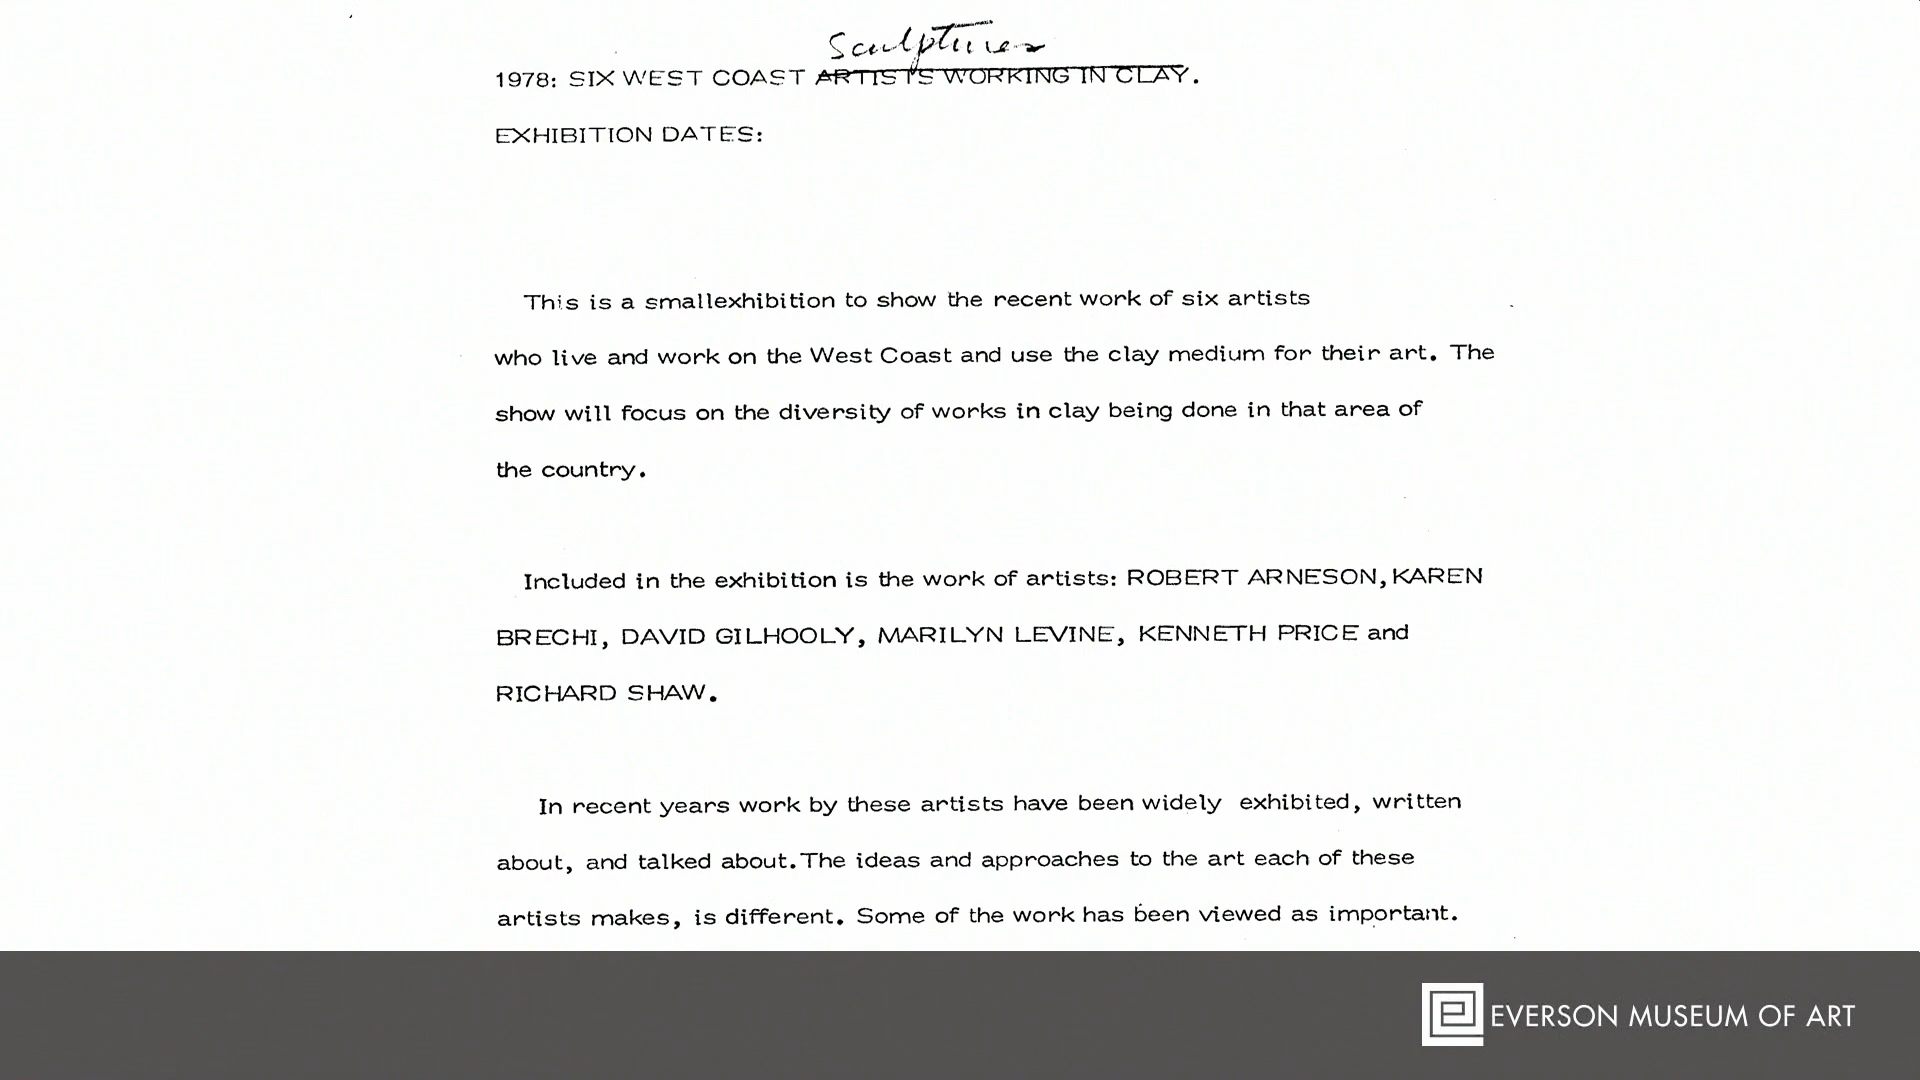 Sculptures
1978: SIX WEST COAST ARTISTS WORKING IN CLAY.
EXHIBITION DATES:
This is a smallexhibition to show the recent work of six artists
who live and work on the West Coast and use the clay medium for their art. The
show will focus on the diversity of works in clay being done in that area of
the country.
Included in the exhibition is the work of artists: ROBERT ARNESON, KAREN
BRECHI, DAVID GILHOOLY, MARILYN LEVINE, KENNETH PRICE and
RICHARD SHAW.
In recent years work by these artists have been widely exhibited, written
about, and talked about.The ideas and approaches to the art each of these
artists makes, is different. Some of the work has been viewed as important.
EVERSON MUSEUM OF ART